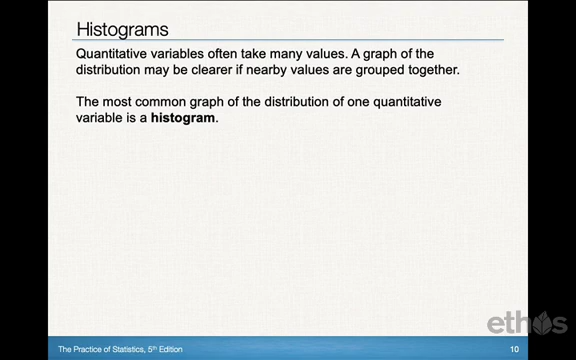 Histograms
Quantitative variables often take many values. A graph of the
distribution may be clearer if nearby values are grouped together.
The most common graph of the distribution of one quantitative
variable is a histogram.
ethos
The Practice of Statistics, 5th Edition
10